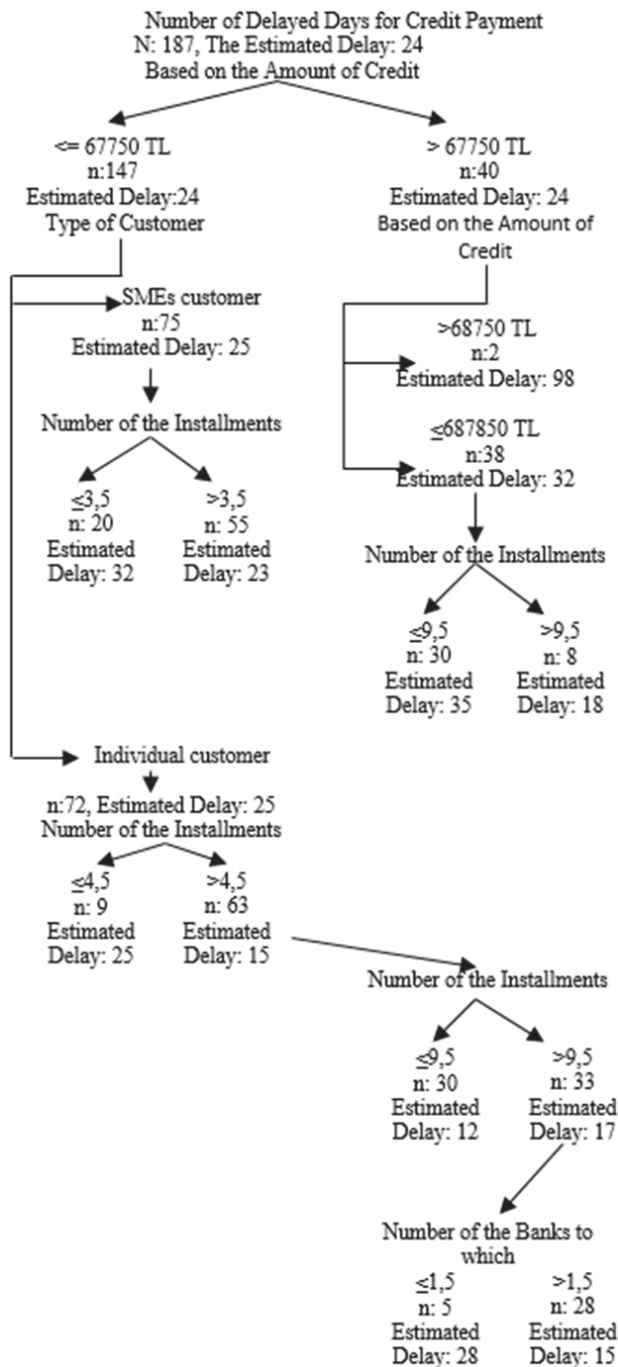 Number of Delayed Days for Credit Payment
N: 187, The Estimated Delay: 24
Based on the Amount of Credit
<= 67750 TL
n:147
Estimated Delay:24
Type of Customer
> 67750 TL
n:40
Estimated Delay: 24
Based on the Amount of
Credit
SMEs customer
n:75
Estimated Delay: 25
Number of the Installments
≤3,5
n: 20
Estimated
Delay: 32
>3,5
n: 55
Estimated
Delay: 23
>68750 TL
n:2
Estimated Delay: 98
≤687850 TL
n:38
Estimated Delay: 32
Number of the Installments
≤9,5
n: 30
Estimated
Delay: 35
>9,5
n: 8
Estimated
Delay: 18
Individual customer
n:72, Estimated Delay: 25
Number of the Installments
≤4,5
n: 9
Estimated
Delay: 25
>4,5
n: 63
Estimated
Delay: 15
Number of the Installments
≤9,5
n: 30
Estimated
Delay: 12
>9,5
n: 33
Estimated
Delay: 17
Number of the Banks to
which
≤1,5
n: 5
Estimated
Delay: 28
>1,5
n: 28
Estimated
Delay: 15